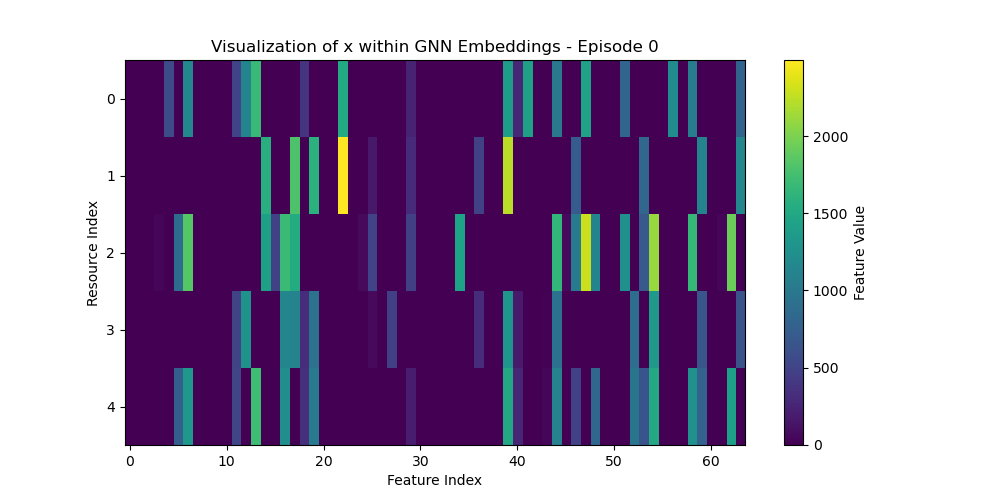 Visualization of x within GNN Embeddings - Episode 0
Resource Index
0
1
2
3
4
0 10 20 30 40 50 60
Feature Index
2000
1500
1000
500
0
Feature Value